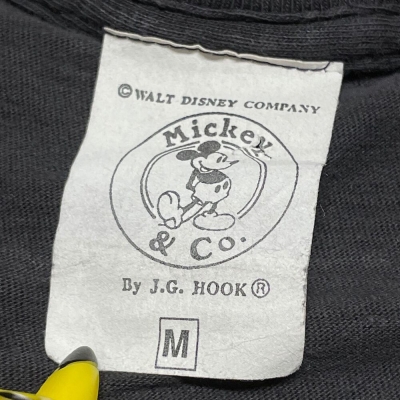 © WALT DISNEY COMPANY
Mickey
& Co.
By J.G. HOOK ®
M